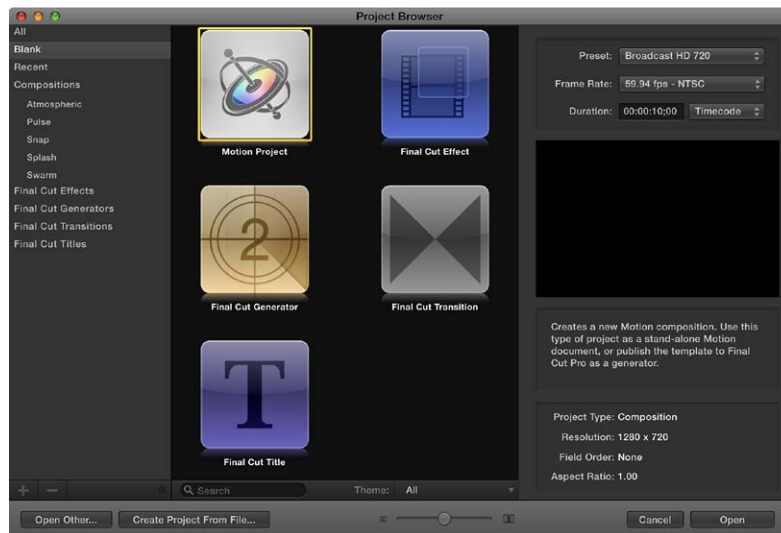 Project Browser
All
Blank
Recent
Compositions
Atmospheric
Pulse
Snap
Splash
Swarm
Final Cut Effects
Final Cut Generators
Final Cut Transitions
Final Cut Titles
Motion Project
Final Cut Effect
2
Final Cut Generator
Final Cut Transition
T
Final Cut Title
Search
Theme: All
Preset: Broadcast HD 720
Frame Rate: 59.94 fps - NTSC
Duration: 00:00:10;00 Timecode
Creates a new Motion composition. Use this
type of project as a stand-alone Motion
document, or publish the template to Final
Cut Pro as a generator.
Project Type: Composition
Resolution: 1280 x 720
Field Order: None
Aspect Ratio: 1.00
Open Other...
Create Project From File...
Cancel
Open